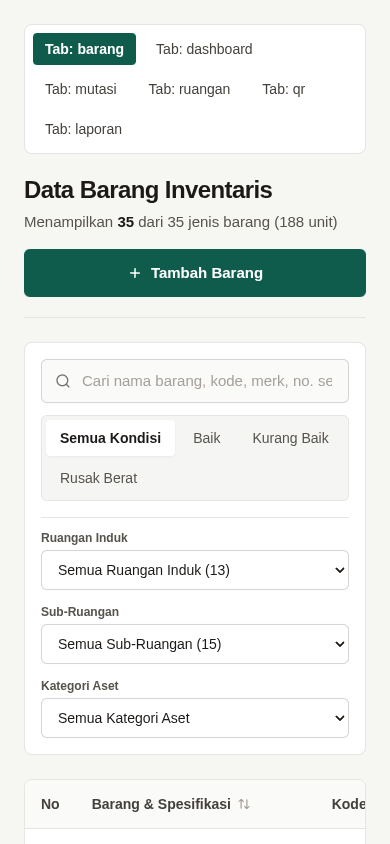 Tab: barang
Tab: dashboard
Tab: mutasi
Tab: ruangan
Tab: qr
Tab: laporan
Data Barang Inventaris
Menampilkan 35 dari 35 jenis barang (188 unit)
+ Tambah Barang
Cari nama barang, kode, merk, no. se
Semua Kondisi
Baik
Kurang Baik
Rusak Berat
Ruangan Induk
Semua Ruangan Induk (13)
Sub-Ruangan
Semua Sub-Ruangan (15)
Kategori Aset
Semua Kategori Aset
No
Barang & Spesifikasi
Kode